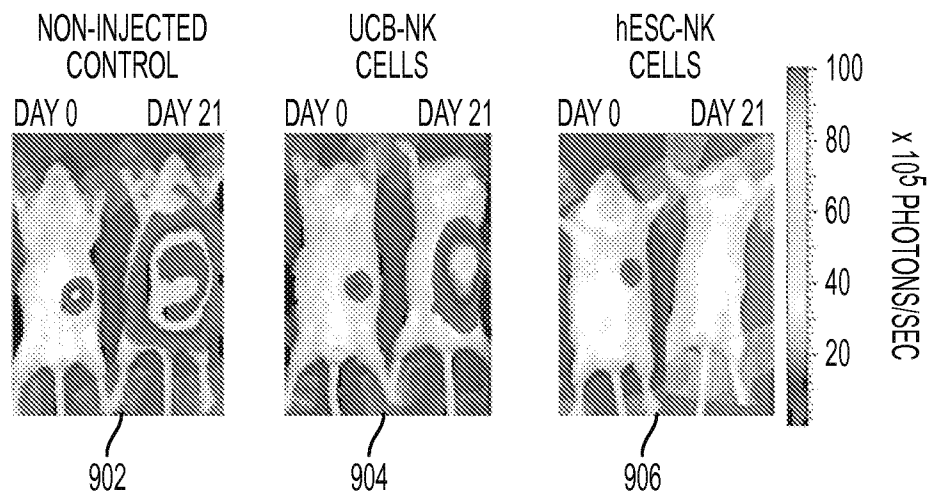 NON-INJECTED
CONTROL
UCB-NK
CELLS
hESC-NK
CELLS
DAY 0
DAY 21
DAY 0
DAY 21
DAY 0
DAY 21
100
80
60
40
20
x 10⁵ PHOTONS/SEC
902
904
906